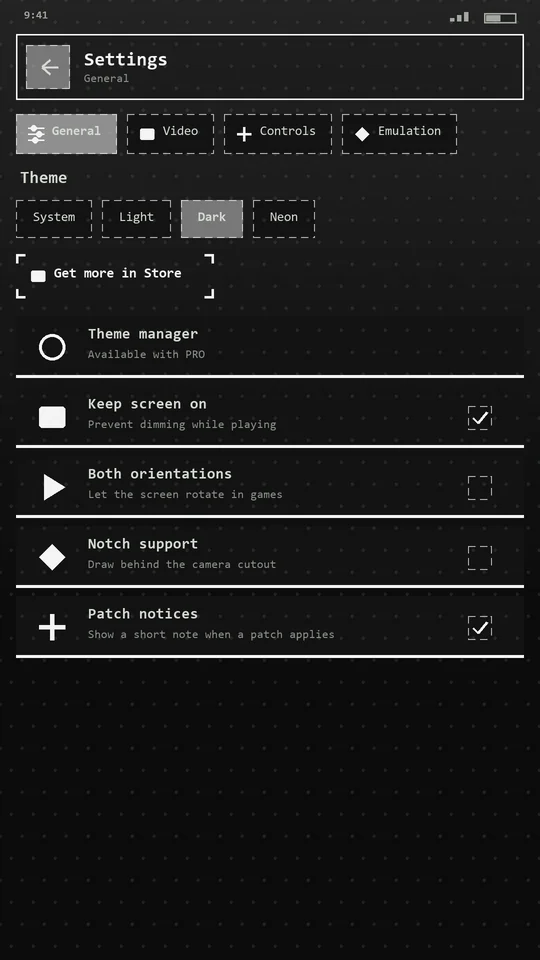 9:41
Settings
General
General
Video
Controls
Emulation
Theme
System
Light
Dark
Neon
Get more in Store
Theme manager
Available with PRO
Keep screen on
Prevent dimming while playing
Both orientations
Let the screen rotate in games
Notch support
Draw behind the camera cutout
Patch notices
Show a short note when a patch applies